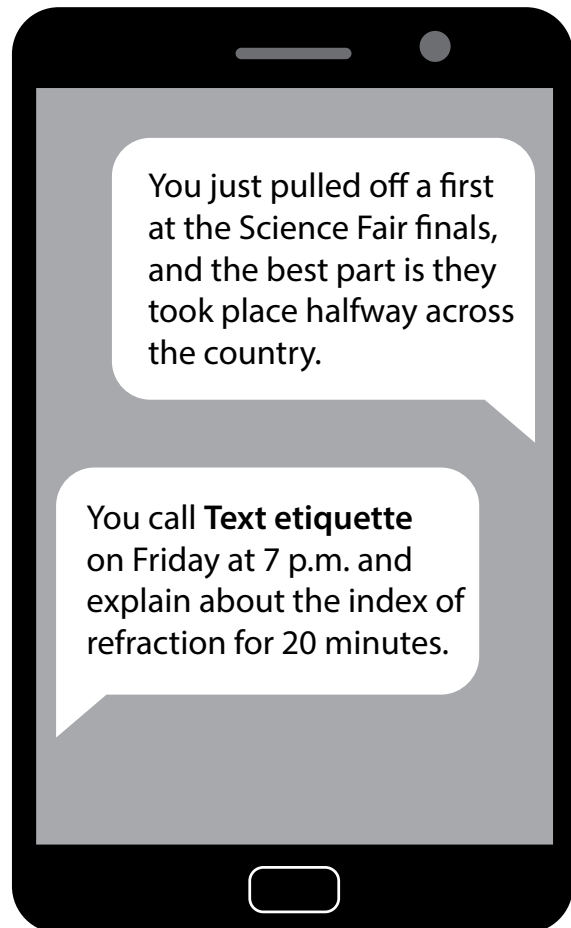 You just pulled off a first
at the Science Fair finals,
and the best part is they
took place halfway across
the country.
You call Text etiquette
on Friday at 7 p.m. and
explain about the index of
refraction for 20 minutes.